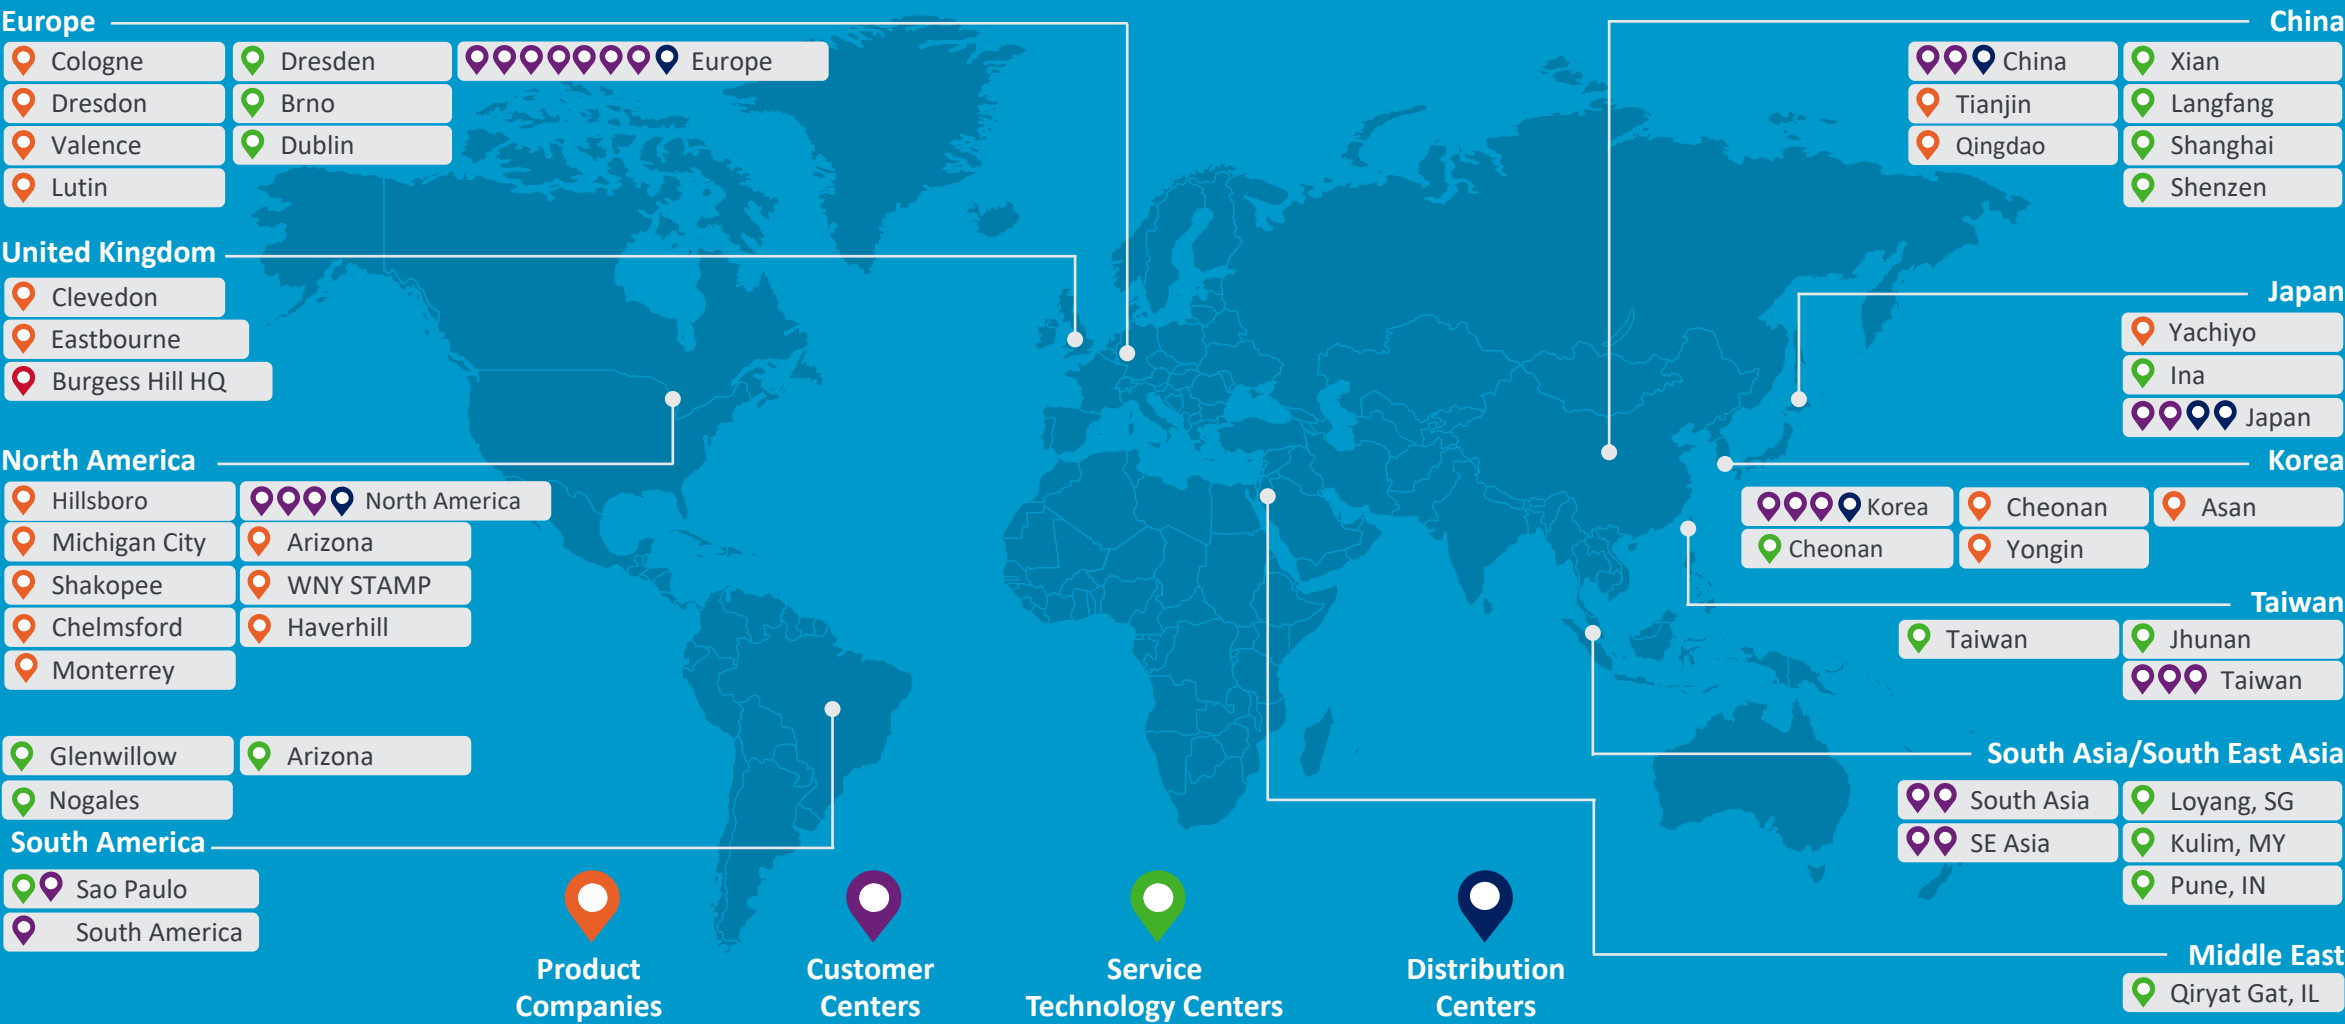 Europe
Cologne
Dresdon
Valence
Lutin
Dresden
Brno
Dublin
Europe
United Kingdom
Clevedon
Eastbourne
Burgess Hill HQ
North America
Hillsboro
Michigan City
Shakopee
Chelmsford
Monterrey
North America
Arizona
WNY STAMP
Haverhill
Glenwillow
Nogales
Arizona
South America
Sao Paulo
South America
China
China
Tianjin
Qingdao
Xian
Langfang
Shanghai
Shenzen
Japan
Yachiyo
Ina
Japan
Korea
Korea
Cheonan
Cheonan
Yongin
Asan
Taiwan
Taiwan
Jhunan
Taiwan
South Asia/South East Asia
South Asia
SE Asia
Loyang, SG
Kulim, MY
Pune, IN
Middle East
Qiryat Gat, IL
Product
Companies
Customer
Centers
Service
Technology Centers
Distribution
Centers